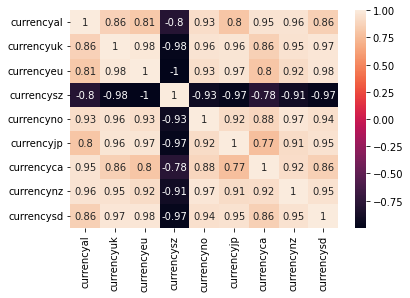 currencyal 1 0.86 0.81 -0.8 0.93 0.8 0.95 0.96 0.86
currencyuk 0.86 1 0.98 -0.98 0.96 0.96 0.86 0.95 0.97
currencyeu 0.81 0.98 1 -1 0.93 0.97 0.8 0.92 0.98
currencysz -0.8 -0.98 -1 1 -0.93 -0.97 -0.78 -0.91 -0.97
currencyno 0.93 0.96 0.93 -0.93 1 0.92 0.88 0.97 0.94
currencyjp 0.8 0.96 0.97 -0.97 0.92 1 0.77 0.91 0.95
currencyca 0.95 0.86 0.8 -0.78 0.88 0.77 1 0.92 0.86
currencynz 0.96 0.95 0.92 -0.91 0.97 0.91 0.92 1 0.95
currencysd 0.86 0.97 0.98 -0.97 0.94 0.95 0.86 0.95 1
currencyal
currencyuk
currencyeu
currencysz
currencyno
currencyjp
currencyca
currencynz
currencysd
1.00
0.75
0.50
0.25
0.00
−0.25
−0.50
−0.75